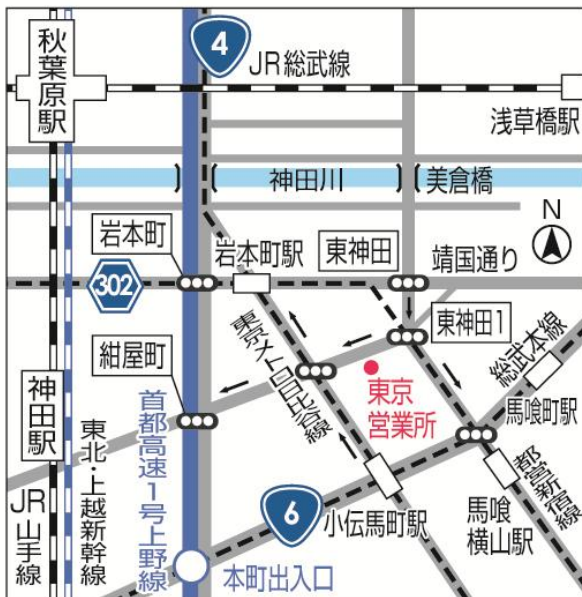 秋葉原駅
4
JR総武線
浅草橋駅
神田川
美倉橋
N
岩本町
岩本町駅
東神田
靖国通り
302
東神田1
紺屋町
東京メトロ日比谷線
総武本線
東京
営業所
馬喰町駅
神田駅
首都高速1号上野線
東北・上越新幹線
JR山手線
6
小伝馬町駅
馬喰
横山駅
都営新宿線
本町出入口